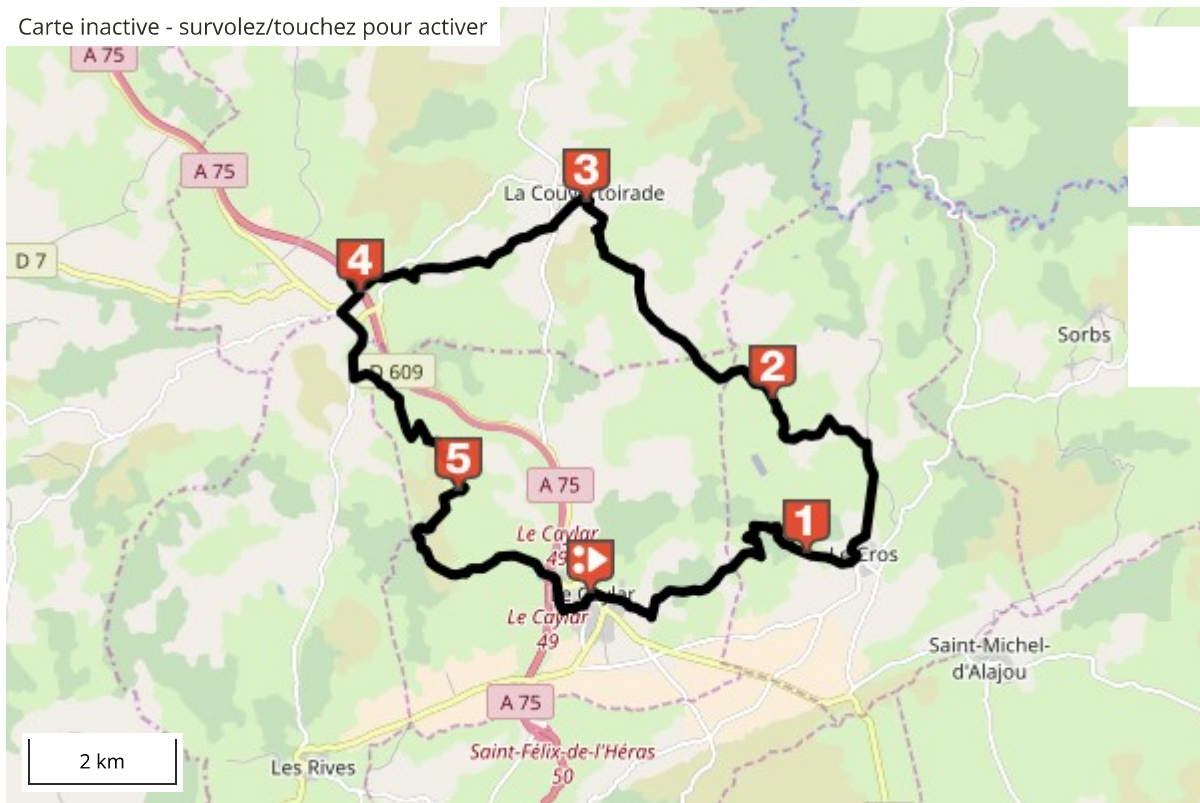 Carte inactive - survolez/touchez pour activer
A 75
A 75
3
La Couvertoirade
4
D 7
Sorbs
2
D 609
5
A 75
1
Le Caylar
49
Le Cros
Le Caylar
Le Caylar
49
Saint-Michel-
d'Alajou
A 75
Saint-Félix-de-l'Héras
50
2 km
Les Rives